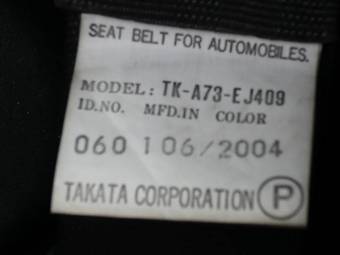 SEAT BELT FOR AUTOMOBILES.
MODEL: TK-A73-EJ409
ID.NO. MFD.IN COLOR
060 106/2004
TAKATA CORPORATION P